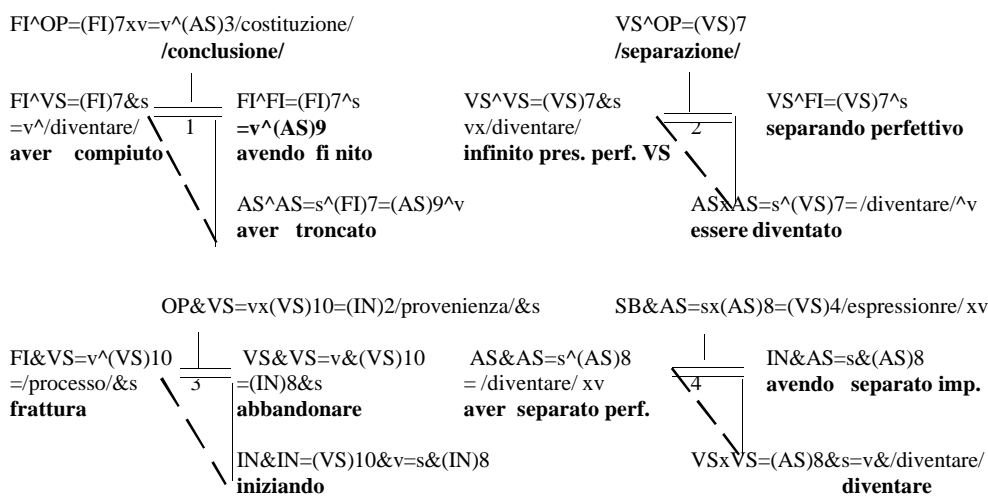 FI^OP=(FI)7xv=v^(AS)3/costituzione/
/conclusione/
FI^VS=(FI)7&s
=v^/diventare/
aver compiuto
1
FI^FI=(FI)7^s
=v^(AS)9
avendo fi nito
AS^AS=s^(FI)7=(AS)9^v
aver troncato
VS^OP=(VS)7
/separazione/
VS^VS=(VS)7&s
vx/diventare/
infinito pres. perf. VS
2
VS^FI=(VS)7^s
separando perfettivo
ASxAS=s^(VS)7=/diventare/^v
essere diventato
OP&VS=vx(VS)10=(IN)2/provenienza/&s
FI&VS=v^(VS)10
=/processo/&s
frattura
3
VS&VS=v&(VS)10
=(IN)8&s
abbandonare
IN&IN=(VS)10&v=s&(IN)8
iniziando
SB&AS=sx(AS)8=(VS)4/espressionre/xv
AS&AS=s^(AS)8
=/diventare/ xv
aver separato perf.
4
IN&AS=s&(AS)8
avendo separato imp.
VSxVS=(AS)8&s=v&/diventare/
diventare